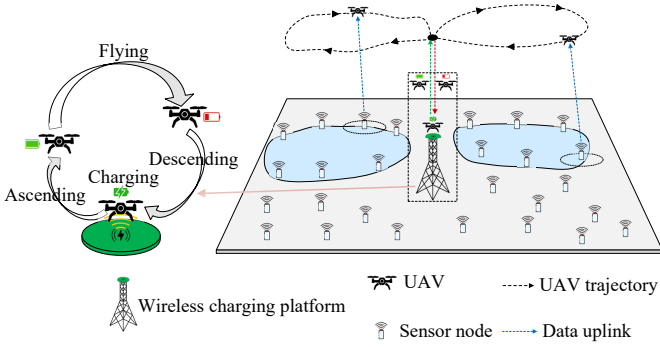 Flying
Descending
Charging
Ascending
Wireless charging platform
UAV
UAV trajectory
Sensor node
Data uplink